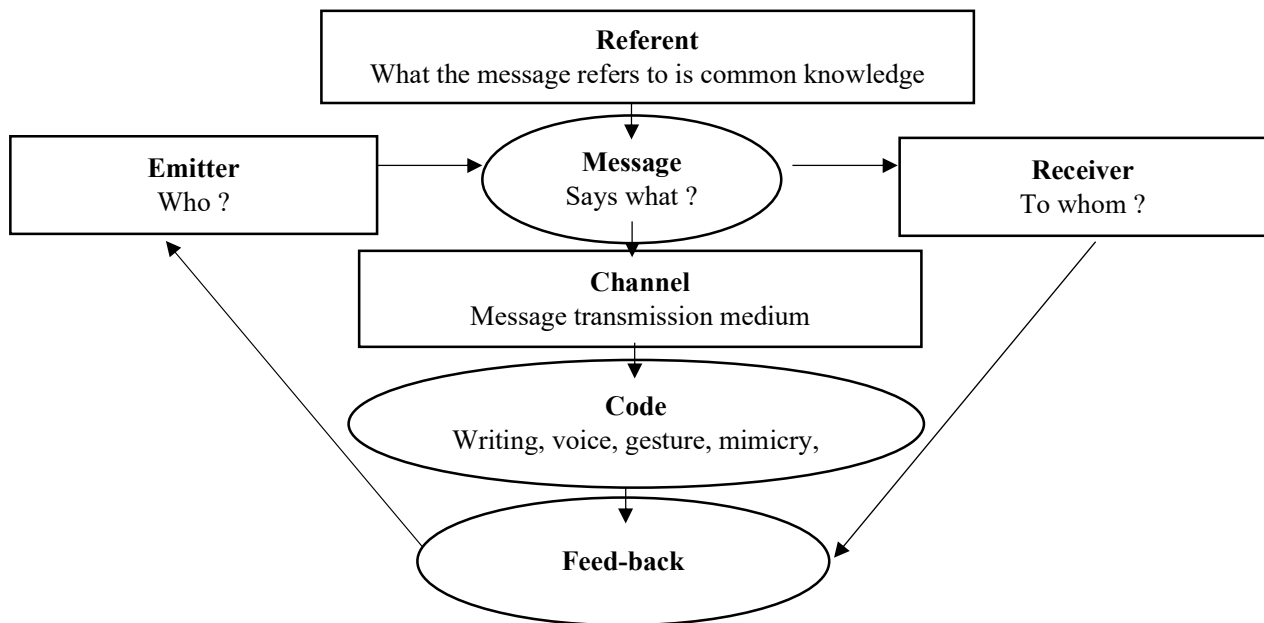 Referent
What the message refers to is common knowledge
Emitter
Who ?
Message
Says what ?
Receiver
To whom ?
Channel
Message transmission medium
Code
Writing, voice, gesture, mimicry,
Feed-back